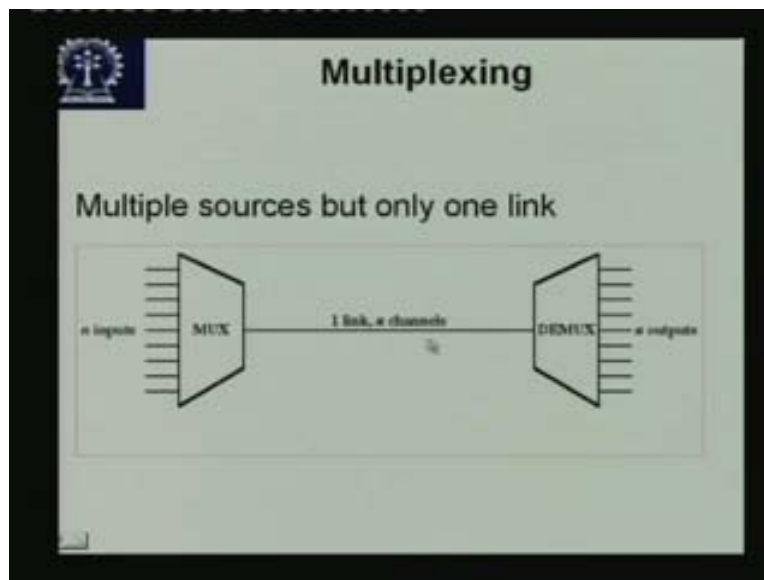 Multiplexing
Multiple sources but only one link
n inputs
MUX
1 link, n channels
DEMUX
n outputs